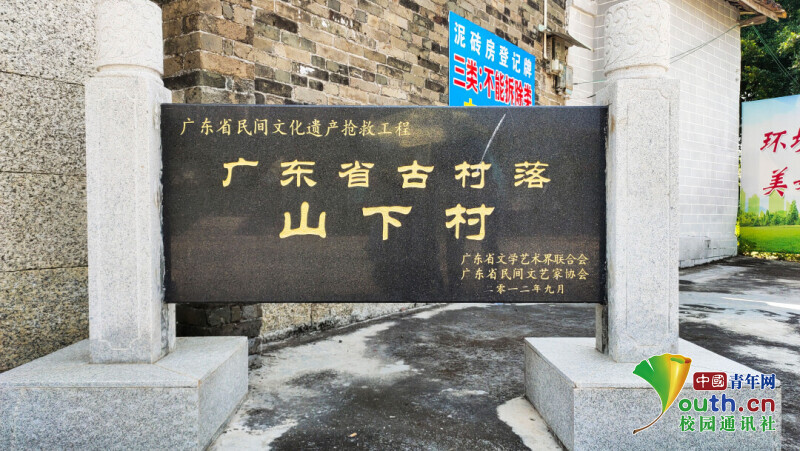 泥砖房登记牌
三类:不能拆除类
广东省民间文化遗产抢救工程
广东省古村落
山下村
广东省文学艺术界联合会
广东省民间文艺家协会
二零一二年九月
环
美
中國青年网
youth.cn
校园通讯社